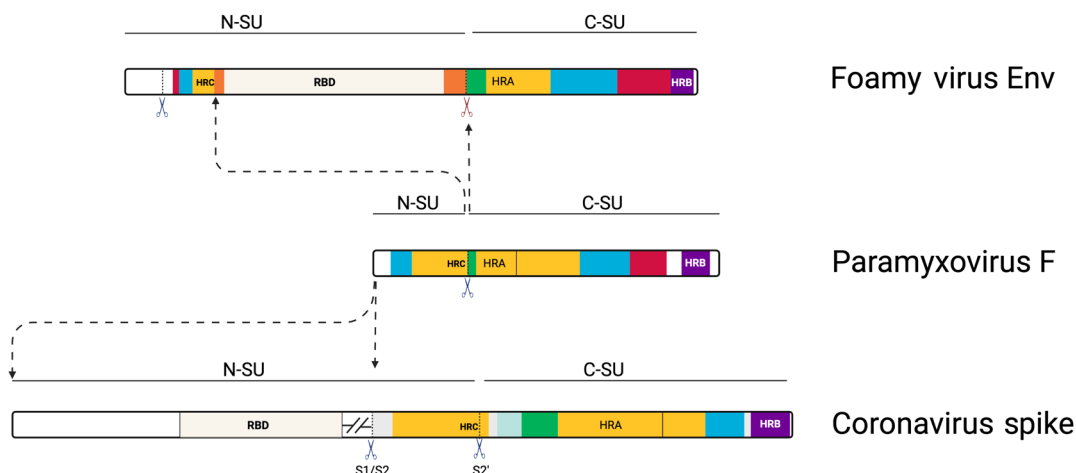 N-SU C-SU
HRC RBD HRA HRB Foamy virus Env
N-SU C-SU
HRC HRA HRB Paramyxovirus F
N-SU C-SU
RBD HRC HRA HRB Coronavirus spike
S1/S2 S2'